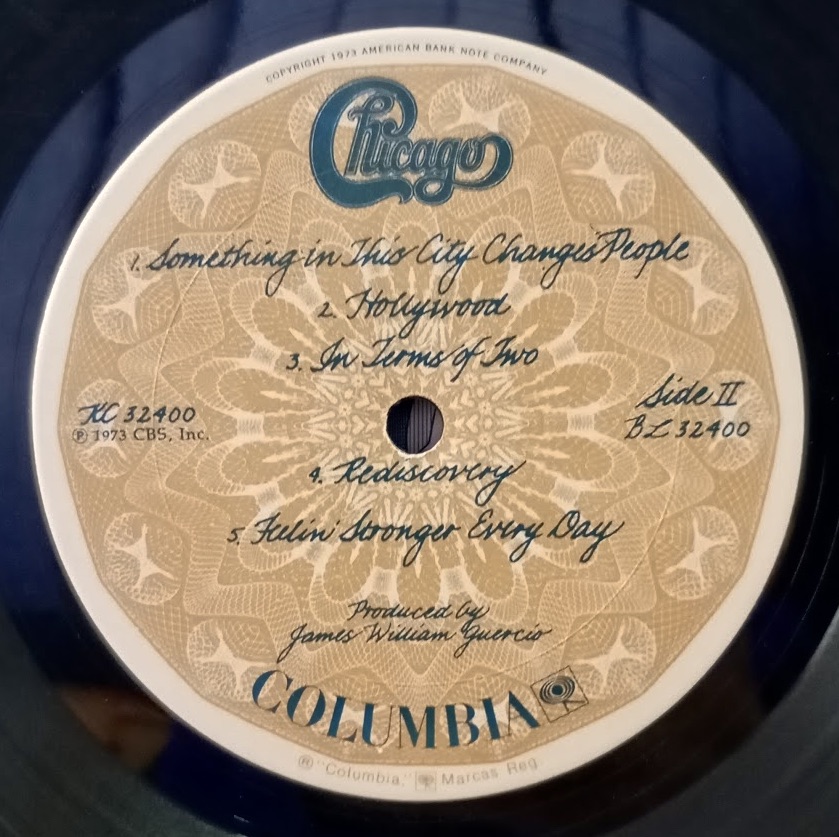 COPYRIGHT 1973 AMERICAN BANK NOTE COMPANY
Chicago
1. Something in This City Changes People
2. Hollywood
3. In Terms of Two
KC 32400
℗ 1973 CBS, Inc.
Side II
BL 32400
4. Rediscovery
5. Feelin' Stronger Every Day
Produced by
James William Guercio
COLUMBIA
® "Columbia," Marcas Reg